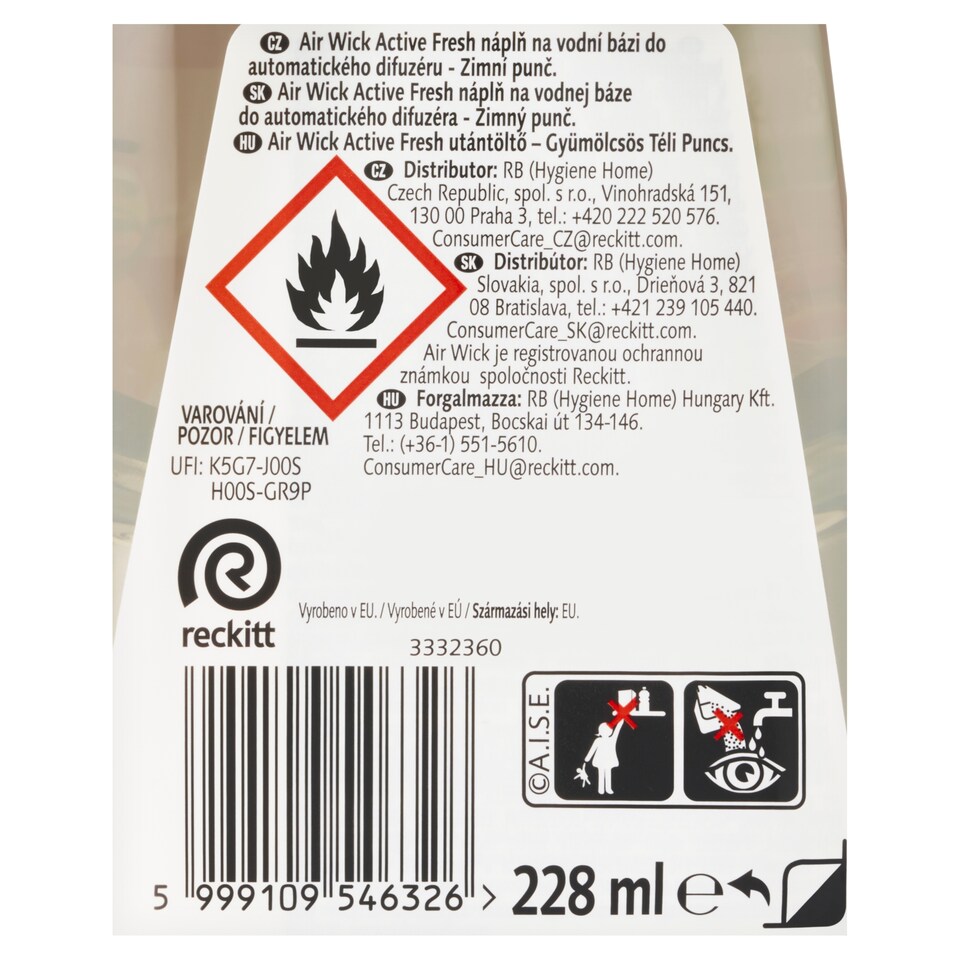 CZ Air Wick Active Fresh náplň na vodní bázi do
automatického difuzéru - Zimní punč.
SK Air Wick Active Fresh náplň na vodnej báze
do automatického difuzéra - Zimný punč.
HU Air Wick Active Fresh utántöltő – Gyümölcsös Téli Puncs.
CZ Distributor: RB (Hygiene Home)
Czech Republic, spol. s r.o., Vinohradská 151,
130 00 Praha 3, tel.: +420 222 520 576.
ConsumerCare_CZ@reckitt.com.
SK Distribútor: RB (Hygiene Home)
Slovakia, spol. s r.o., Drieňová 3, 821
08 Bratislava, tel.: +421 239 105 440.
ConsumerCare_SK@reckitt.com.
Air Wick je registrovanou ochrannou
známkou spoločnosti Reckitt.
HU Forgalmazza: RB (Hygiene Home) Hungary Kft.
1113 Budapest, Bocskai út 134-146.
Tel.: (+36-1) 551-5610.
ConsumerCare_HU@reckitt.com.
VAROVÁNÍ /
POZOR / FIGYELEM
UFI: K5G7-J00S
H00S-GR9P
reckitt
Vyrobeno v EU. / Vyrobené v EÚ / Származási hely: EU.
3332360
©A.I.S.E.
5 999109 546326 >
228 ml e